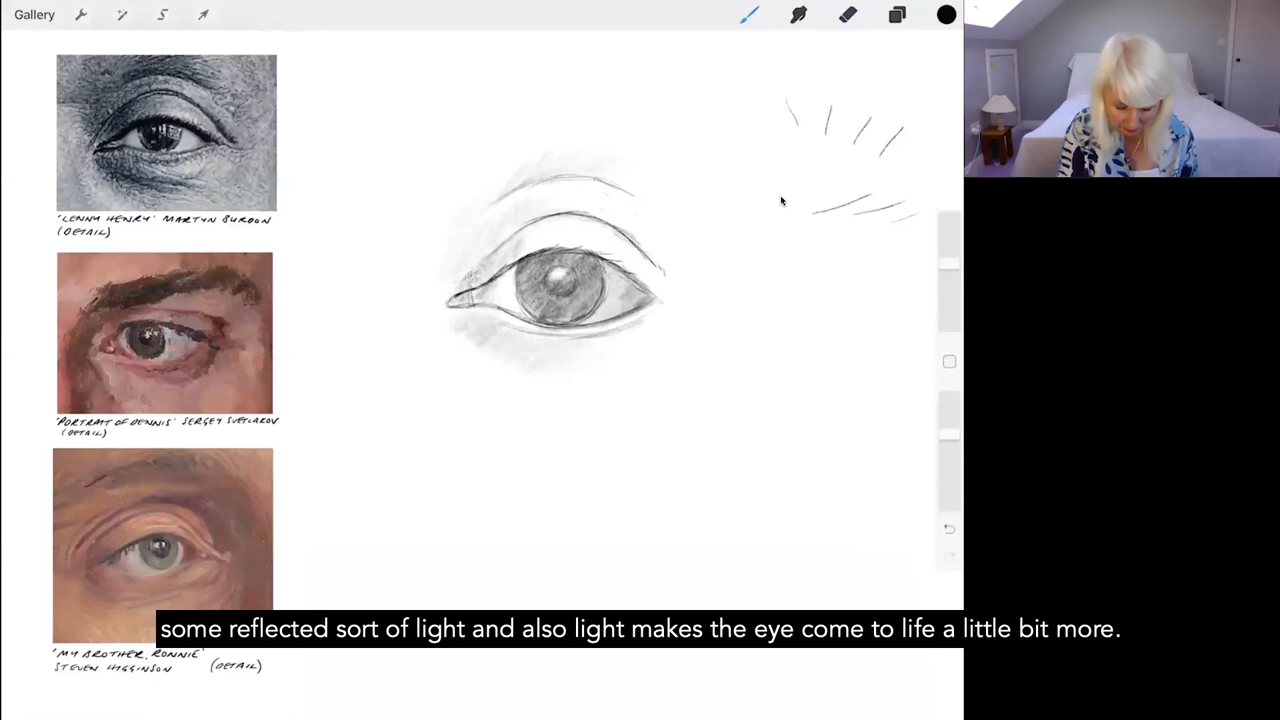 Gallery
'LENNY HENRY' MARTYN BURDON
(DETAIL)
'PORTRAIT OF DENNIS' SERGEY SVETLAKOV
(DETAIL)
some reflected sort of light and also light makes the eye come to life a little bit more.
'MY BROTHER, RONNIE'
STEVEN HIGGINSON (DETAIL)